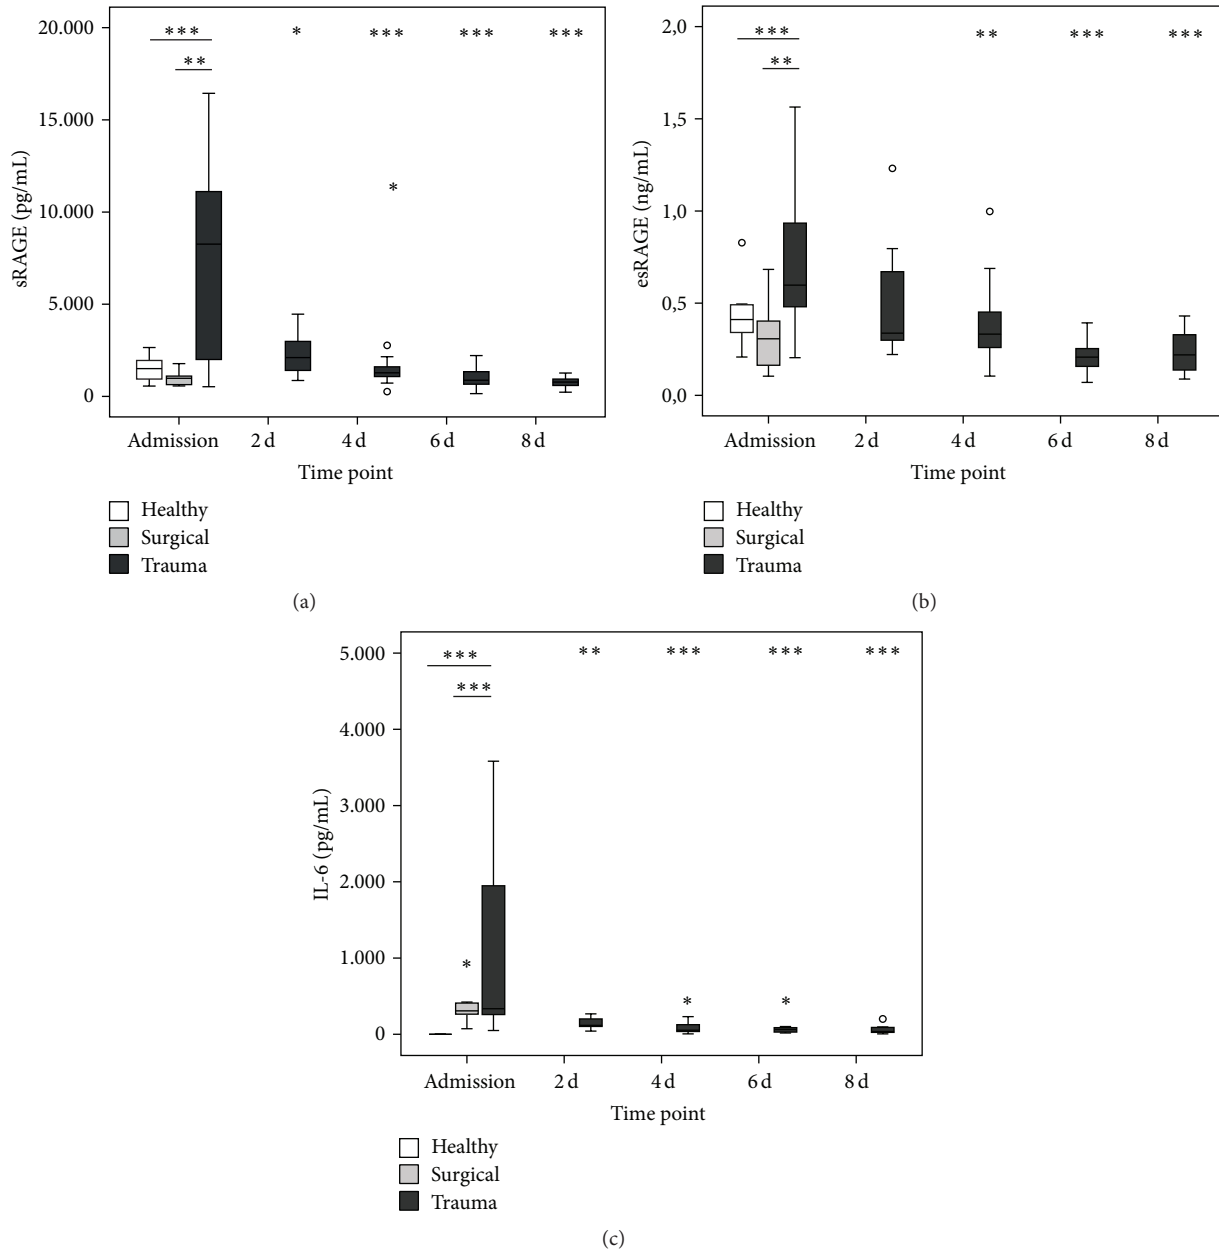 20.000
15.000
10.000
5.000
0
sRAGE (pg/mL)
*** * *** *** ***
**
*
Admission 2 d 4 d 6 d 8 d
Time point
Healthy
Surgical
Trauma
(a)
2,0
1,5
1,0
0,5
0,0
esRAGE (ng/mL)
*** ** *** ***
**
Admission 2 d 4 d 6 d 8 d
Time point
Healthy
Surgical
Trauma
(b)
5.000
4.000
3.000
2.000
1.000
0
IL-6 (pg/mL)
*** ** *** *** ***
***
* * *
Admission 2 d 4 d 6 d 8 d
Time point
Healthy
Surgical
Trauma
(c)